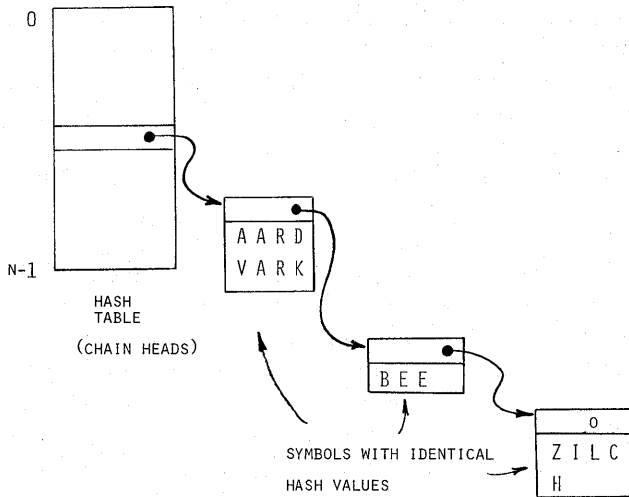 0
A A R D
V A R K
N-1
HASH
TABLE
(CHAIN HEADS)
B E E
0
Z I L C
H
SYMBOLS WITH IDENTICAL
HASH VALUES